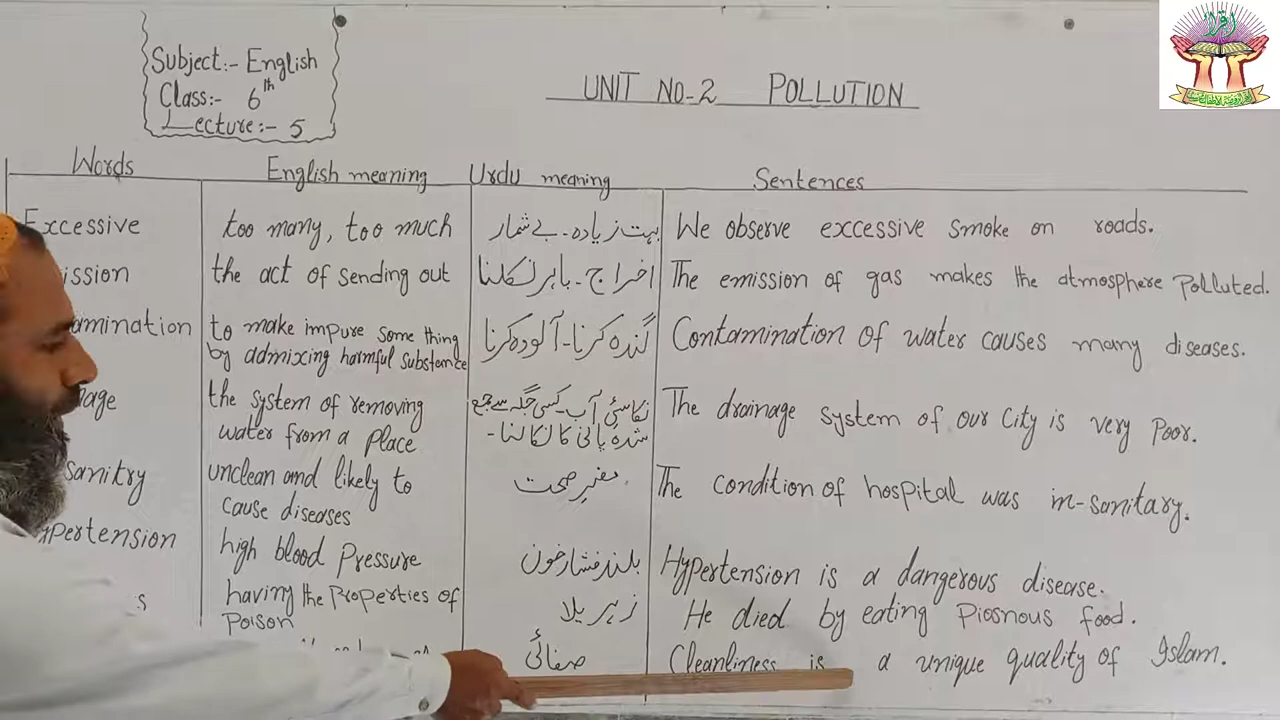 Subject:- English
Class:- 6th
Lecture:- 5
UNIT NO-2 POLLUTION
Words English meaning Urdu meaning Sentences
Excessive too many, too much بہت زیادہ۔ بے شمار We observe excessive smoke on roads.
ission the act of sending out اخراج۔ باہر نکلنا The emission of gas makes the atmosphere Polluted.
amination to make impure some thing گندہ کرنا۔ آلودہ کرنا Contamination of water causes many diseases.
by admixing harmful substance
age the system of removing نکاسئ آب۔ کسی جگہ سے جمع The drainage system of our City is very Poor.
water from a place شدہ پانی کا نکالنا۔
sanitry unclean and likely to مضر صحت The condition of hospital was in-sanitary.
cause diseases
ypertension high blood Pressure بلند فشار خون Hypertension is a dangerous disease.
s having the Properties of زہریلا He died by eating Piosnous food.
Poison
صفائی Cleanliness is a unique quality of Islam.